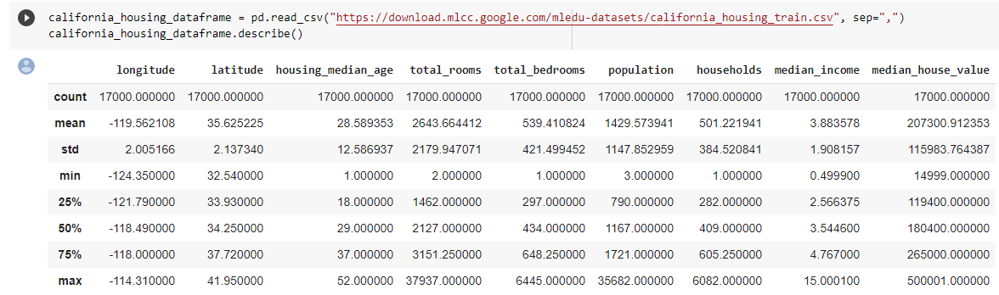 california_housing_dataframe = pd.read_csv("https://download.mlcc.google.com/mledu-datasets/california_housing_train.csv", sep=",")
california_housing_dataframe.describe()
longitude latitude housing_median_age total_rooms total_bedrooms population households median_income median_house_value
count 17000.000000 17000.000000 17000.000000 17000.000000 17000.000000 17000.000000 17000.000000 17000.000000 17000.000000
mean -119.562108 35.625225 28.589353 2643.664412 539.410824 1429.573941 501.221941 3.883578 207300.912353
std 2.005166 2.137340 12.586937 2179.947071 421.499452 1147.852959 384.520841 1.908157 115983.764387
min -124.350000 32.540000 1.000000 2.000000 1.000000 3.000000 1.000000 0.499900 14999.000000
25% -121.790000 33.930000 18.000000 1462.000000 297.000000 790.000000 282.000000 2.566375 119400.000000
50% -118.490000 34.250000 29.000000 2127.000000 434.000000 1167.000000 409.000000 3.544600 180400.000000
75% -118.000000 37.720000 37.000000 3151.250000 648.250000 1721.000000 605.250000 4.767000 265000.000000
max -114.310000 41.950000 52.000000 37937.000000 6445.000000 35682.000000 6082.000000 15.000100 500001.000000